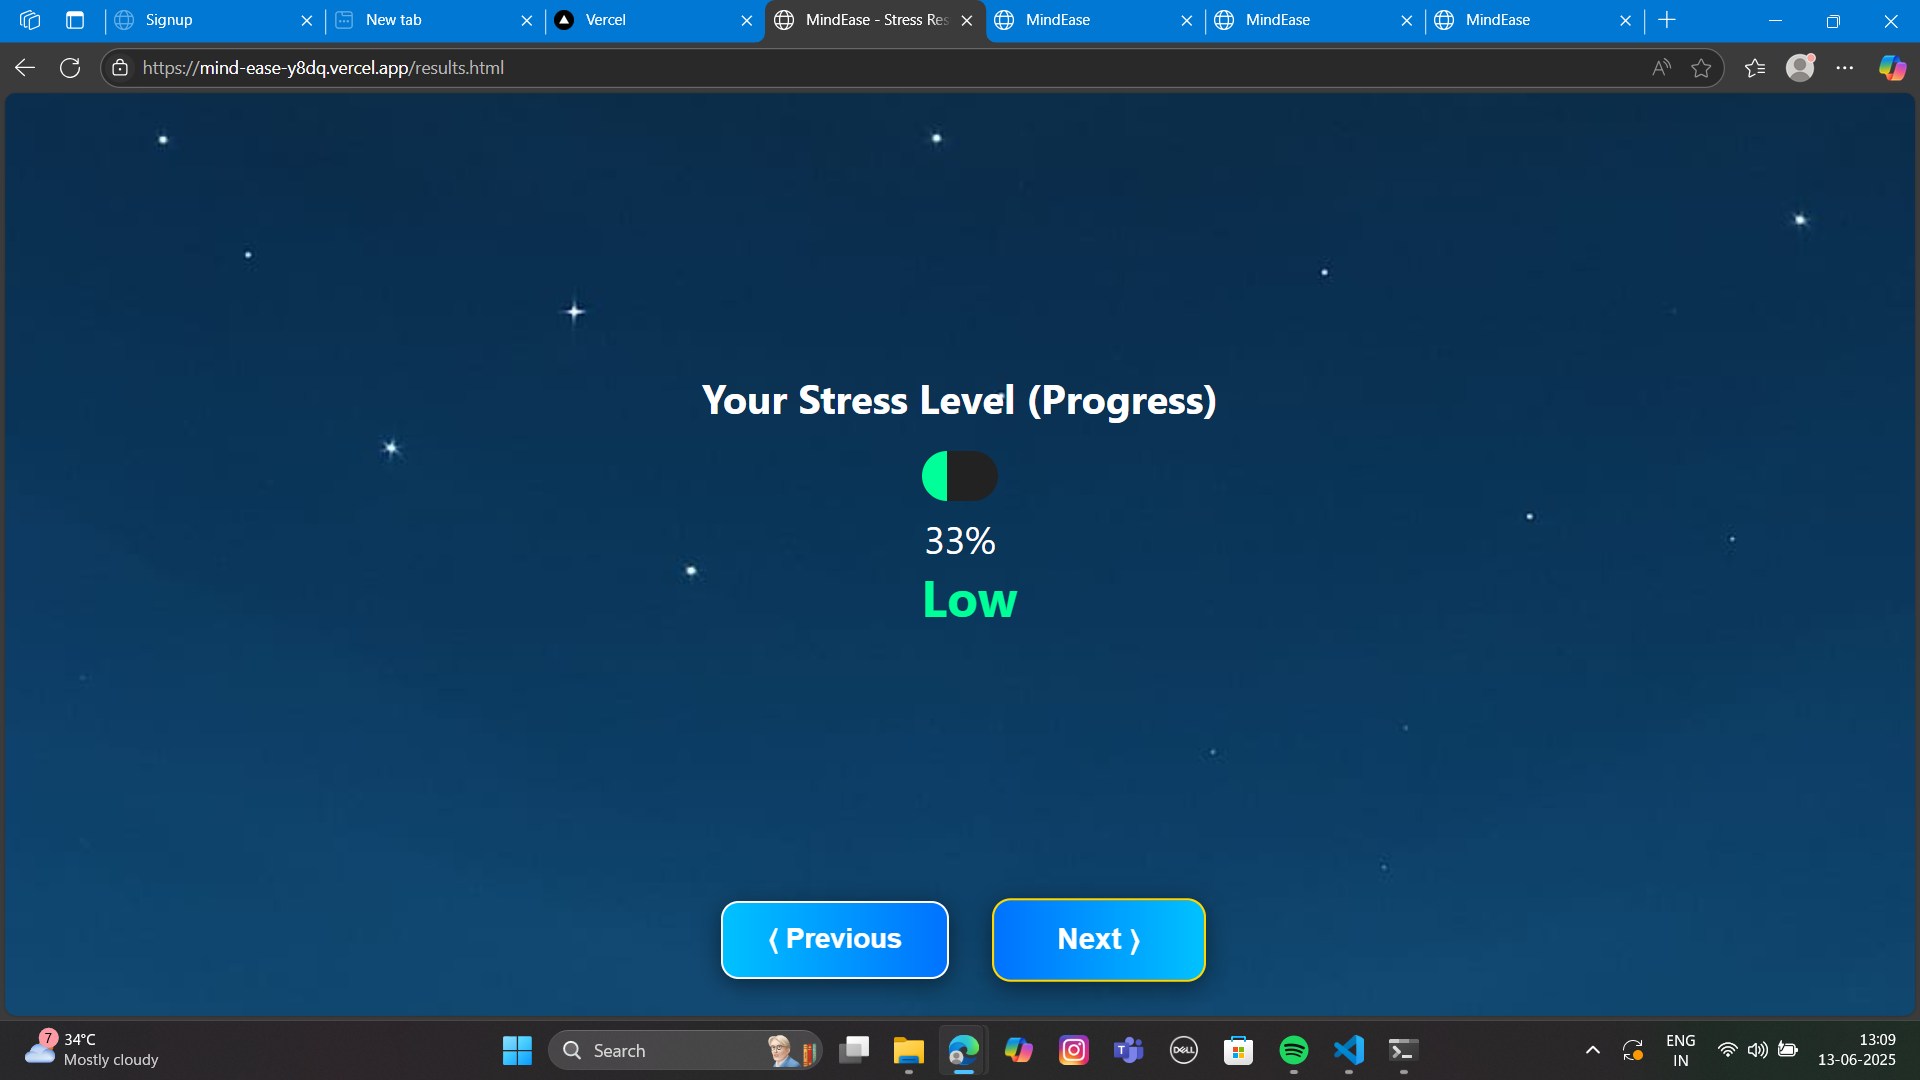 Signup
New tab
Vercel
MindEase - Stress Res
MindEase
MindEase
MindEase
https://mind-ease-y8dq.vercel.app/results.html
Your Stress Level (Progress)
33%
Low
⟨ Previous
Next ⟩
7
34°C
Mostly cloudy
Search
DELL
ENG
IN
13:09
13-06-2025